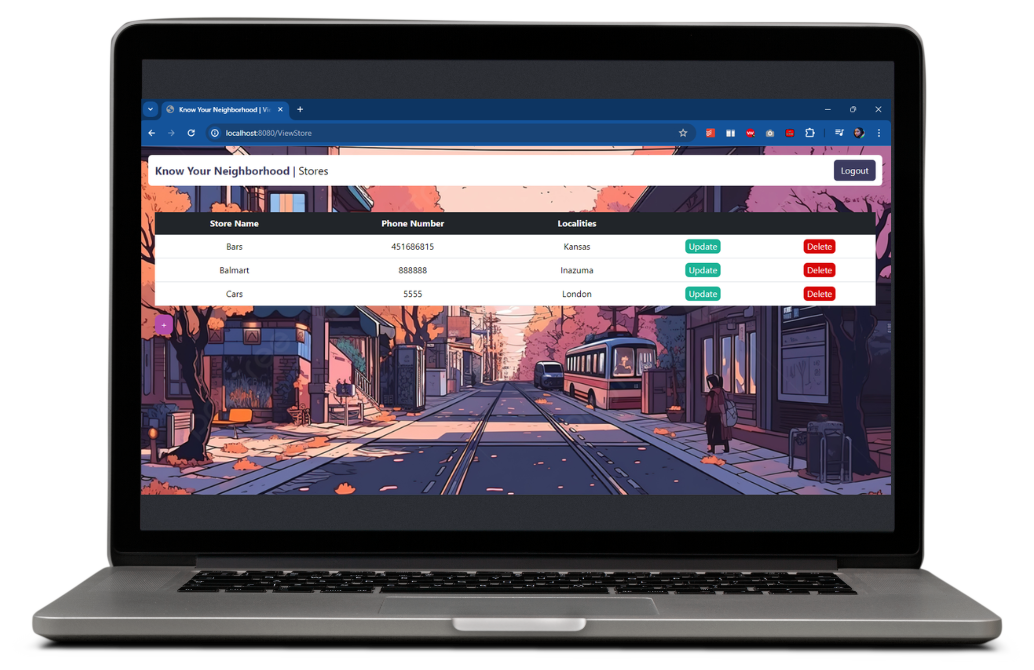 Know Your Neighborhood | Vi
localhost:8080/ViewStore
Know Your Neighborhood | Stores
Logout
Store Name Phone Number Localities
Bars 451686815 Kansas Update Delete
Balmart 888888 Inazuma Update Delete
Cars 5555 London Update Delete
+